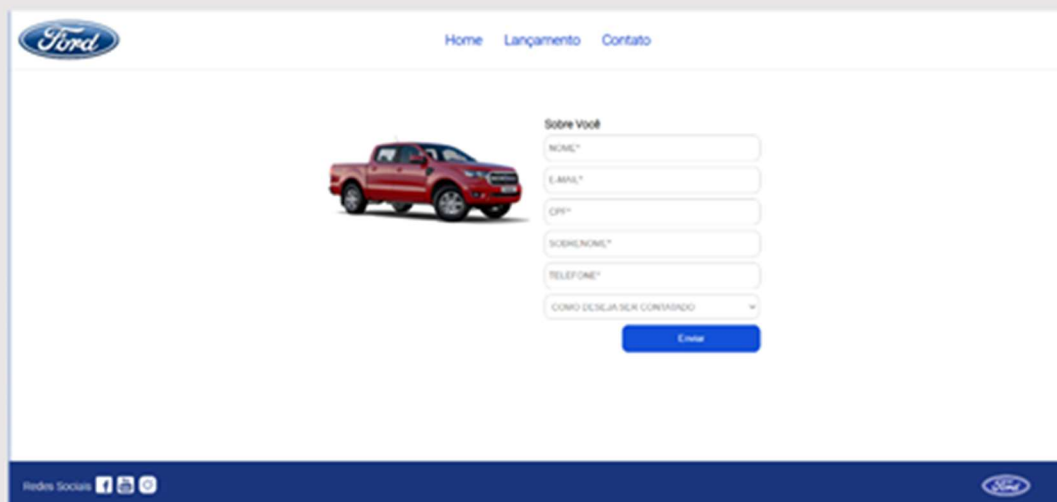 Ford
Home Lançamento Contato
Sobre Você
NOME*
E-MAIL*
CPF*
SOBRENOME*
TELEFONE*
COMO DESEJA SER CONTATADO
Enviar
Redes Sociais
Ford